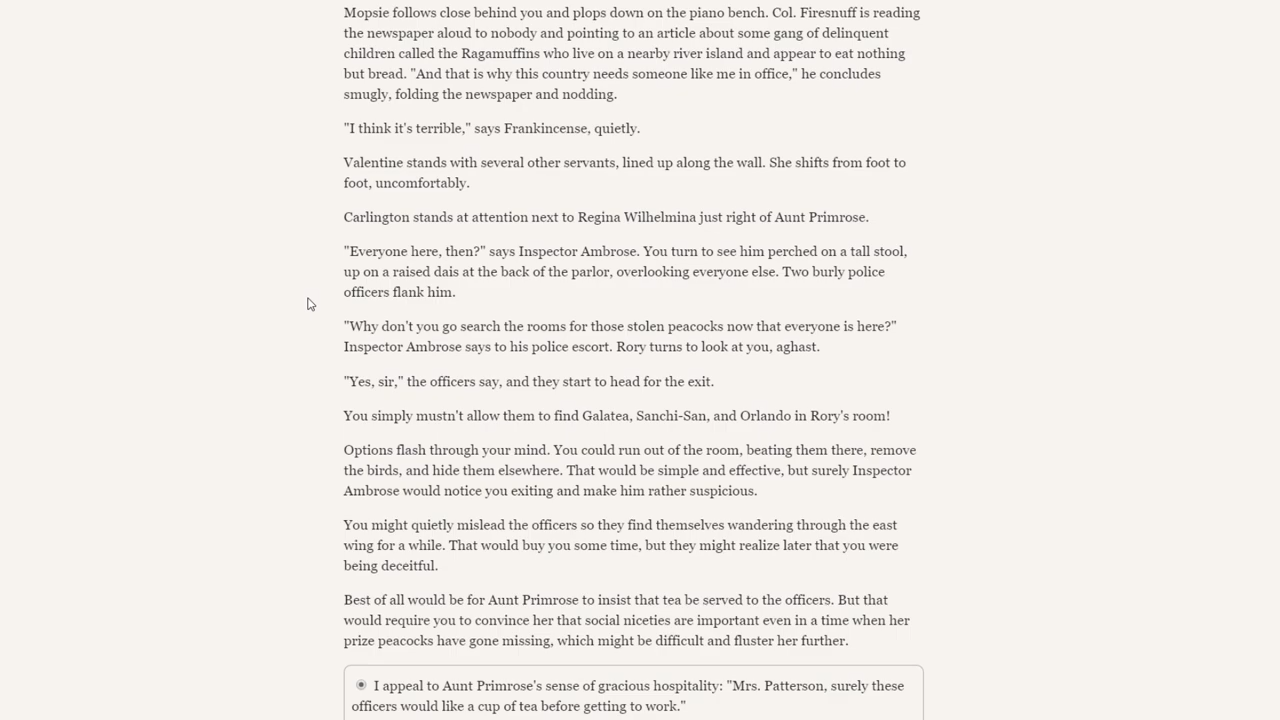 Mopsie follows close behind you and plops down on the piano bench. Col. Firesnuff is reading
the newspaper aloud to nobody and pointing to an article about some gang of delinquent
children called the Ragamuffins who live on a nearby river island and appear to eat nothing
but bread. "And that is why this country needs someone like me in office," he concludes
smugly, folding the newspaper and nodding.
"I think it's terrible," says Frankincense, quietly.
Valentine stands with several other servants, lined up along the wall. She shifts from foot to
foot, uncomfortably.
Carlington stands at attention next to Regina Wilhelmina just right of Aunt Primrose.
"Everyone here, then?" says Inspector Ambrose. You turn to see him perched on a tall stool,
up on a raised dais at the back of the parlor, overlooking everyone else. Two burly police
officers flank him.
"Why don't you go search the rooms for those stolen peacocks now that everyone is here?"
Inspector Ambrose says to his police escort. Rory turns to look at you, aghast.
"Yes, sir," the officers say, and they start to head for the exit.
You simply mustn't allow them to find Galatea, Sanchi-San, and Orlando in Rory's room!
Options flash through your mind. You could run out of the room, beating them there, remove
the birds, and hide them elsewhere. That would be simple and effective, but surely Inspector
Ambrose would notice you exiting and make him rather suspicious.
You might quietly mislead the officers so they find themselves wandering through the east
wing for a while. That would buy you some time, but they might realize later that you were
being deceitful.
Best of all would be for Aunt Primrose to insist that tea be served to the officers. But that
would require you to convince her that social niceties are important even in a time when her
prize peacocks have gone missing, which might be difficult and fluster her further.
I appeal to Aunt Primrose's sense of gracious hospitality: "Mrs. Patterson, surely these
officers would like a cup of tea before getting to work."